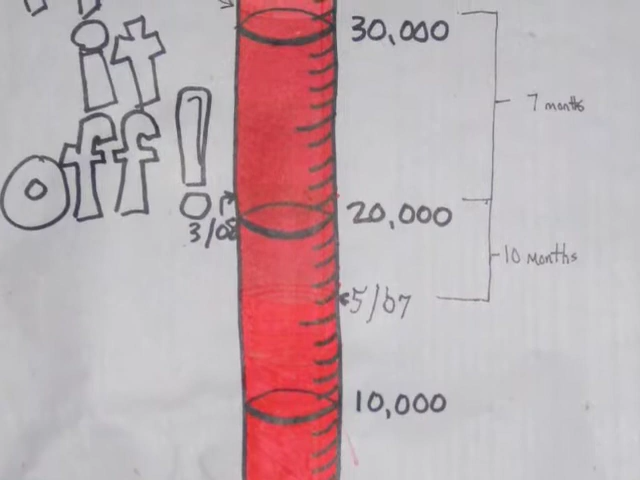 it
off!
30,000
7 months
3/08
20,000
10 months
5/07
10,000